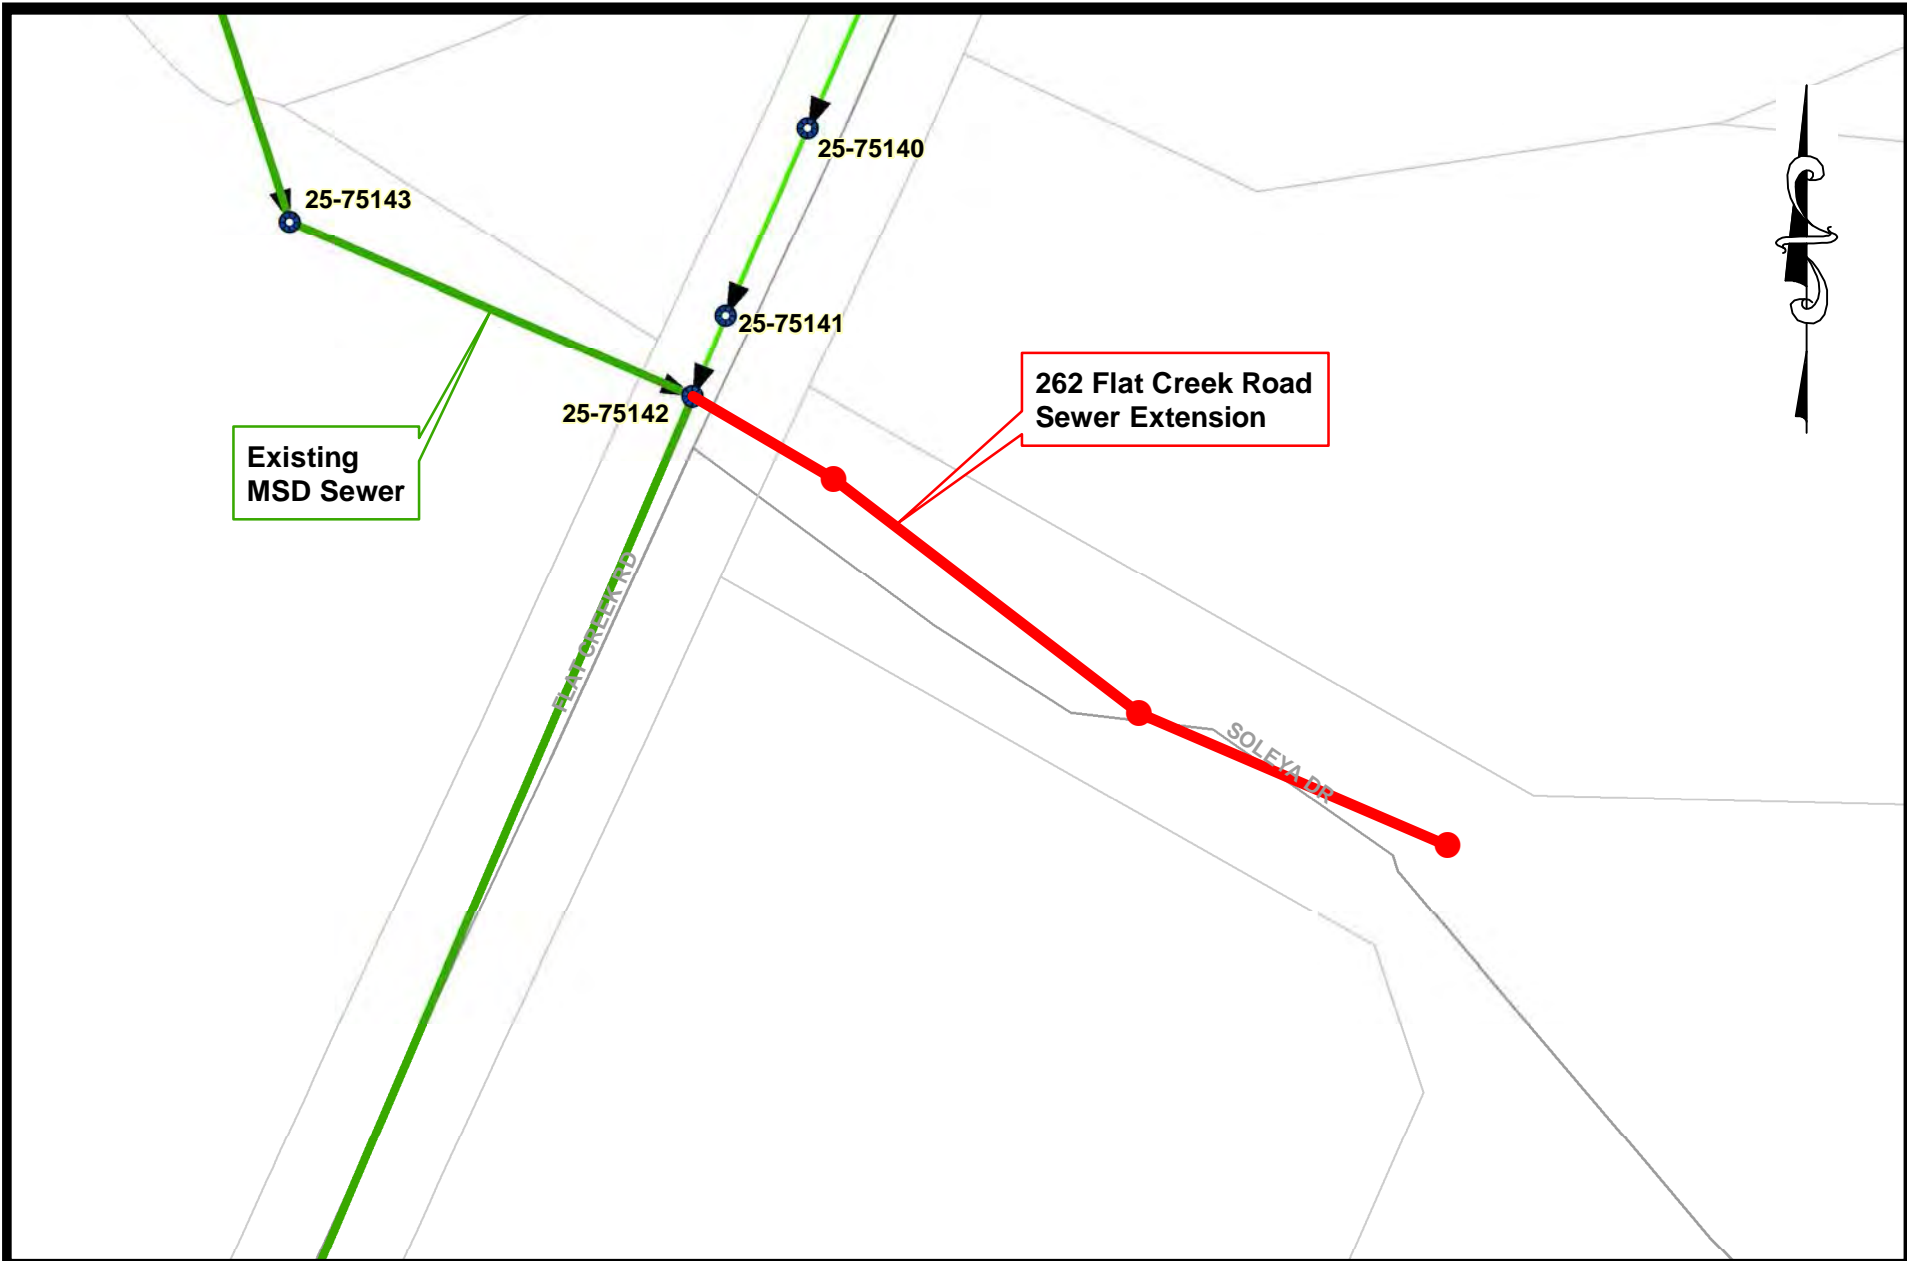 25-75140
25-75143
25-75141
25-75142
262 Flat Creek Road
Sewer Extension
Existing
MSD Sewer
FLAT CREEK RD
SOLEYA DR